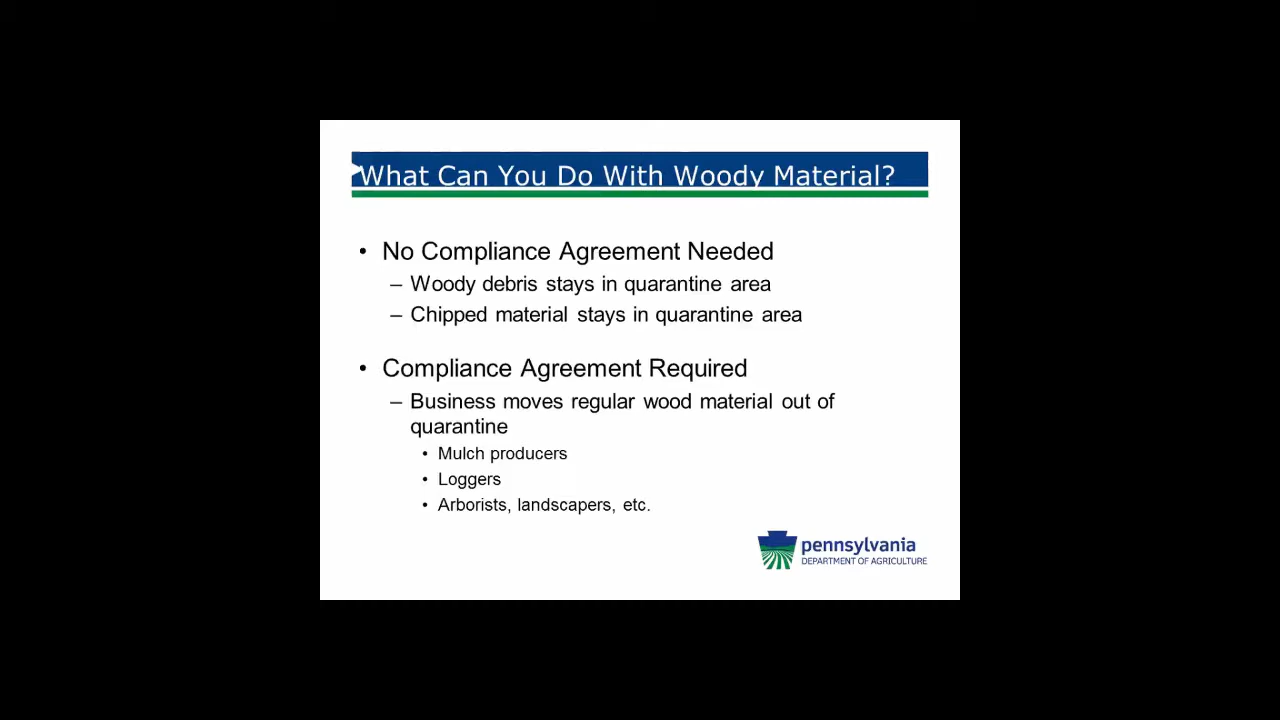 What Can You Do With Woody Material?
• No Compliance Agreement Needed
– Woody debris stays in quarantine area
– Chipped material stays in quarantine area
• Compliance Agreement Required
– Business moves regular wood material out of
quarantine
• Mulch producers
• Loggers
• Arborists, landscapers, etc.
pennsylvania
DEPARTMENT OF AGRICULTURE